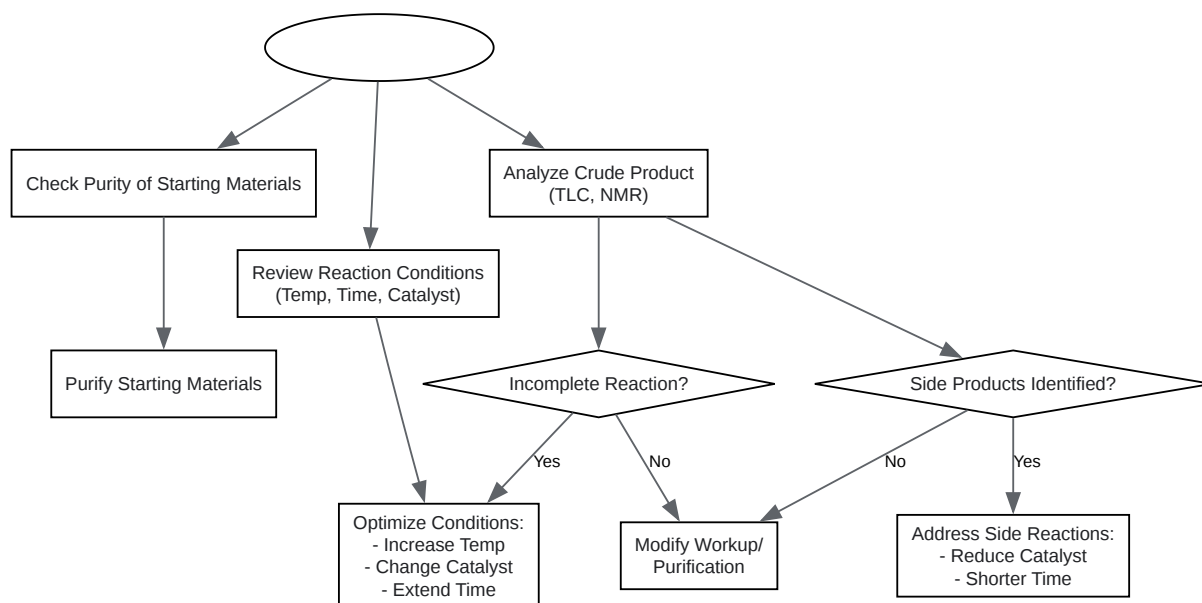 Check Purity of Starting Materials
Analyze Crude Product
(TLC, NMR)
Review Reaction Conditions
(Temp, Time, Catalyst)
Purify Starting Materials
Incomplete Reaction?
Side Products Identified?
Yes
No
No
Yes
Optimize Conditions:
- Increase Temp
- Change Catalyst
- Extend Time
Modify Workup/
Purification
Address Side Reactions:
- Reduce Catalyst
- Shorter Time